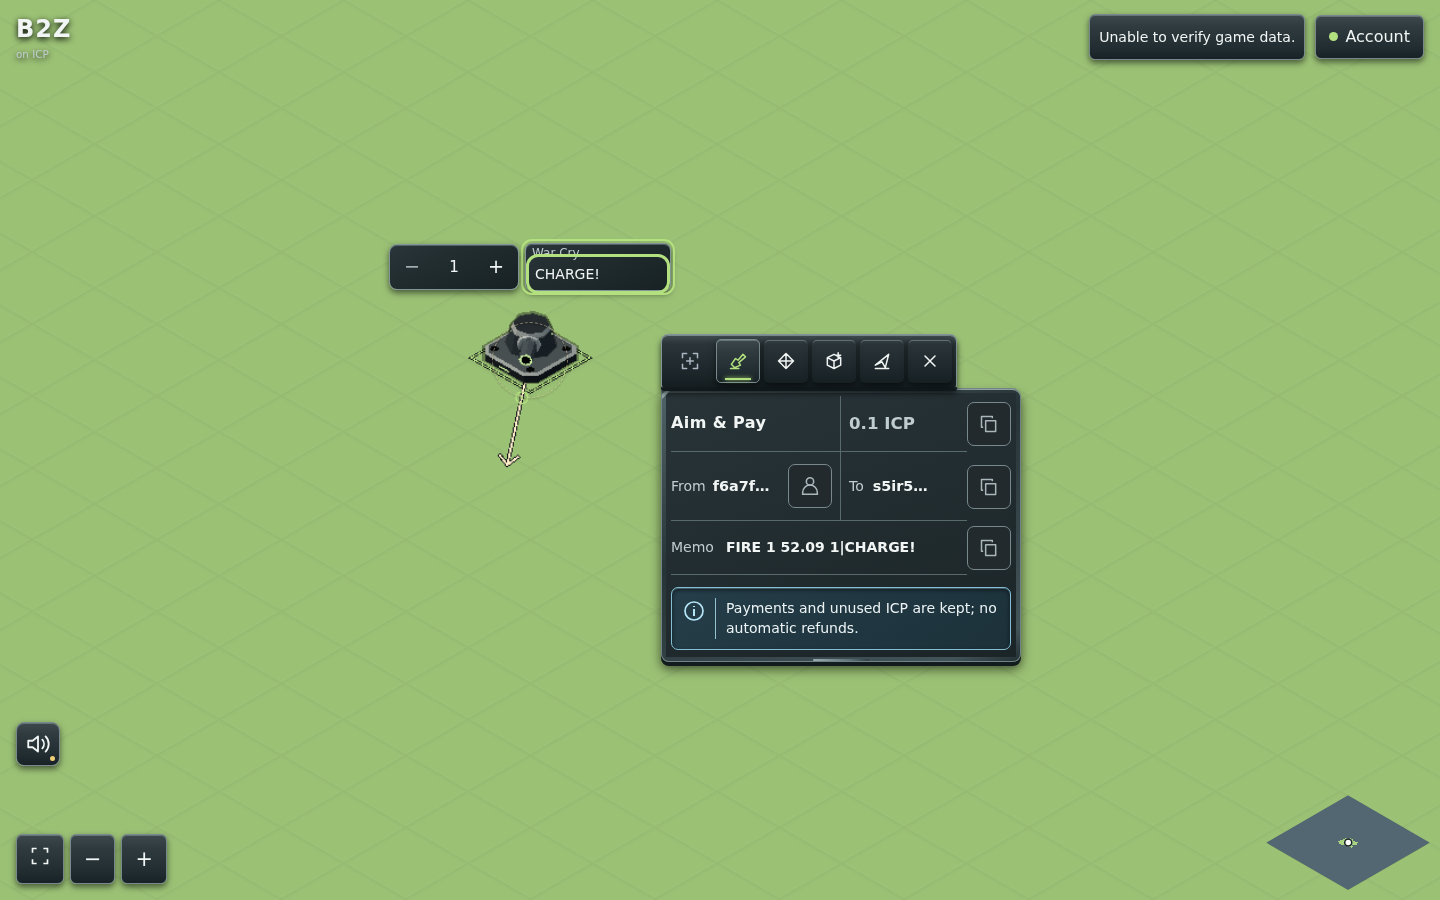 B2Z
on ICP
Unable to verify game data.
Account
War Cry
− 1 +
CHARGE!
Aim & Pay
0.1 ICP
From f6a7f…
To s5ir5…
Memo FIRE 1 52.09 1|CHARGE!
Payments and unused ICP are kept; no
automatic refunds.
− +